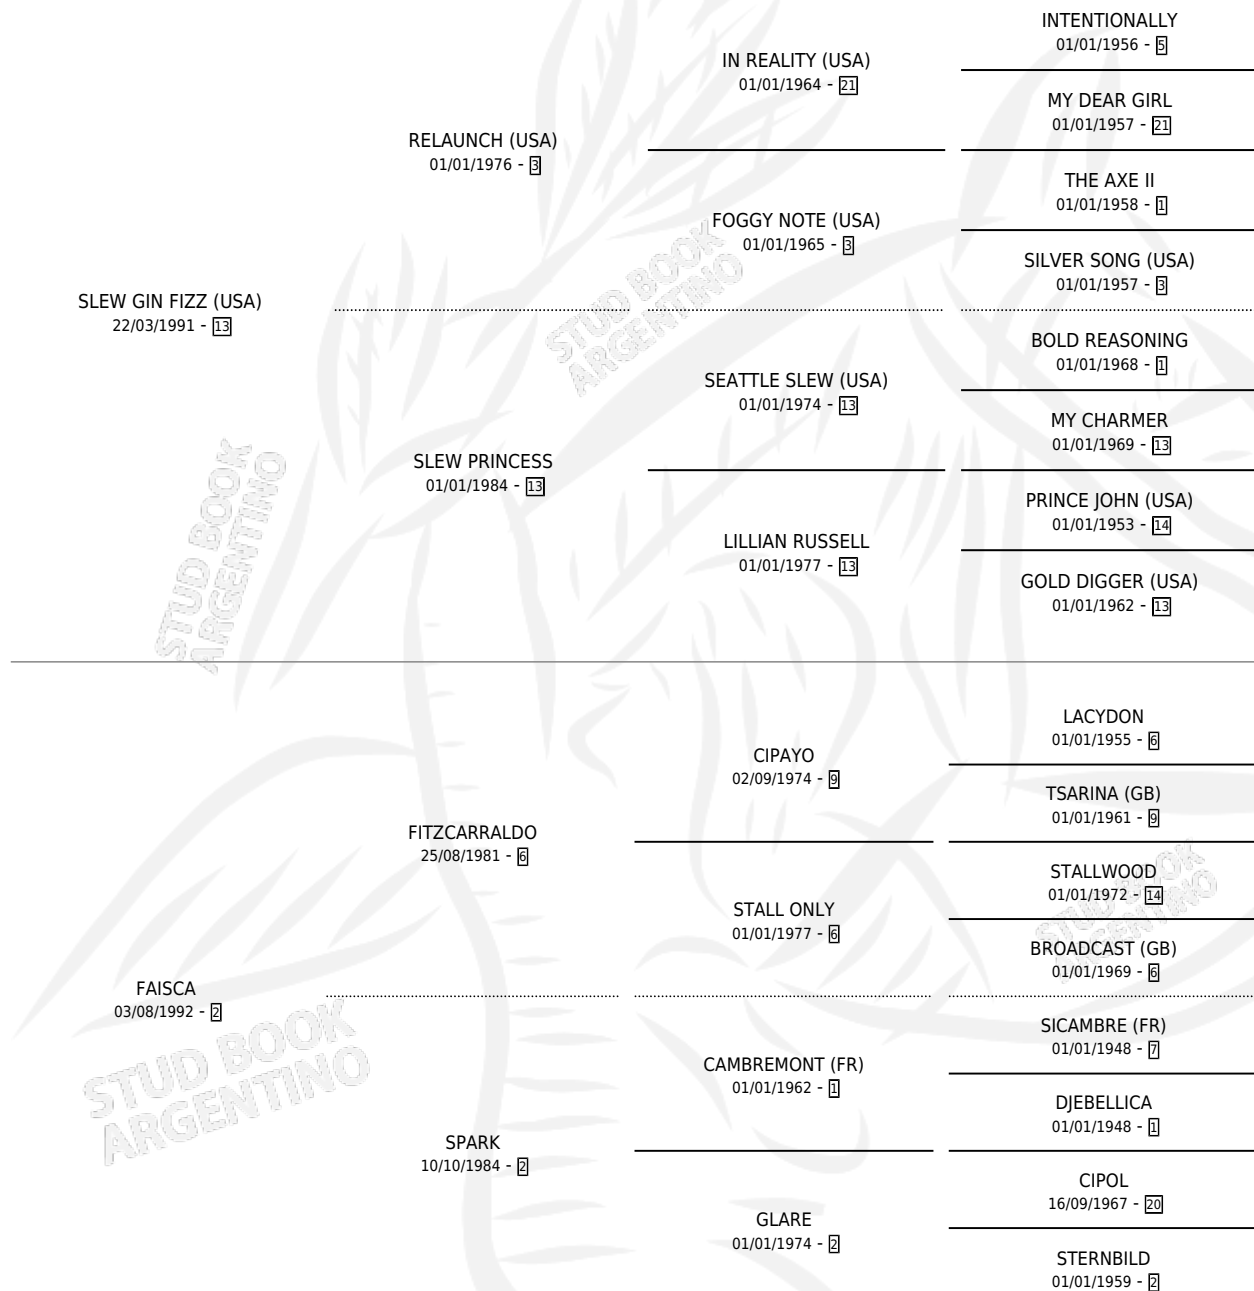 INTENTIONALLY
01/01/1956 - 5
IN REALITY (USA)
01/01/1964 - 21
MY DEAR GIRL
01/01/1957 - 21
RELAUNCH (USA)
01/01/1976 - 3
THE AXE II
01/01/1958 - 1
FOGGY NOTE (USA)
01/01/1965 - 3
SILVER SONG (USA)
01/01/1957 - 3
SLEW GIN FIZZ (USA)
22/03/1991 - 13
BOLD REASONING
01/01/1968 - 1
SEATTLE SLEW (USA)
01/01/1974 - 13
MY CHARMER
01/01/1969 - 13
SLEW PRINCESS
01/01/1984 - 13
PRINCE JOHN (USA)
01/01/1953 - 14
LILLIAN RUSSELL
01/01/1977 - 13
GOLD DIGGER (USA)
01/01/1962 - 13
LACYDON
01/01/1955 - 6
CIPAYO
02/09/1974 - 9
TSARINA (GB)
01/01/1961 - 9
FITZCARRALDO
25/08/1981 - 6
STALLWOOD
01/01/1972 - 14
STALL ONLY
01/01/1977 - 6
BROADCAST (GB)
01/01/1969 - 6
FAISCA
03/08/1992 - 2
SICAMBRE (FR)
01/01/1948 - 7
CAMBREMONT (FR)
01/01/1962 - 1
DJEBELLICA
01/01/1948 - 1
SPARK
10/10/1984 - 2
CIPOL
16/09/1967 - 20
GLARE
01/01/1974 - 2
STERNBILD
01/01/1959 - 2
STUD BOOK
ARGENTINO
STUD BOOK
ARGENTINO
STUD BOOK
ARGENTINO
STUD BOOK
ARGENTINO